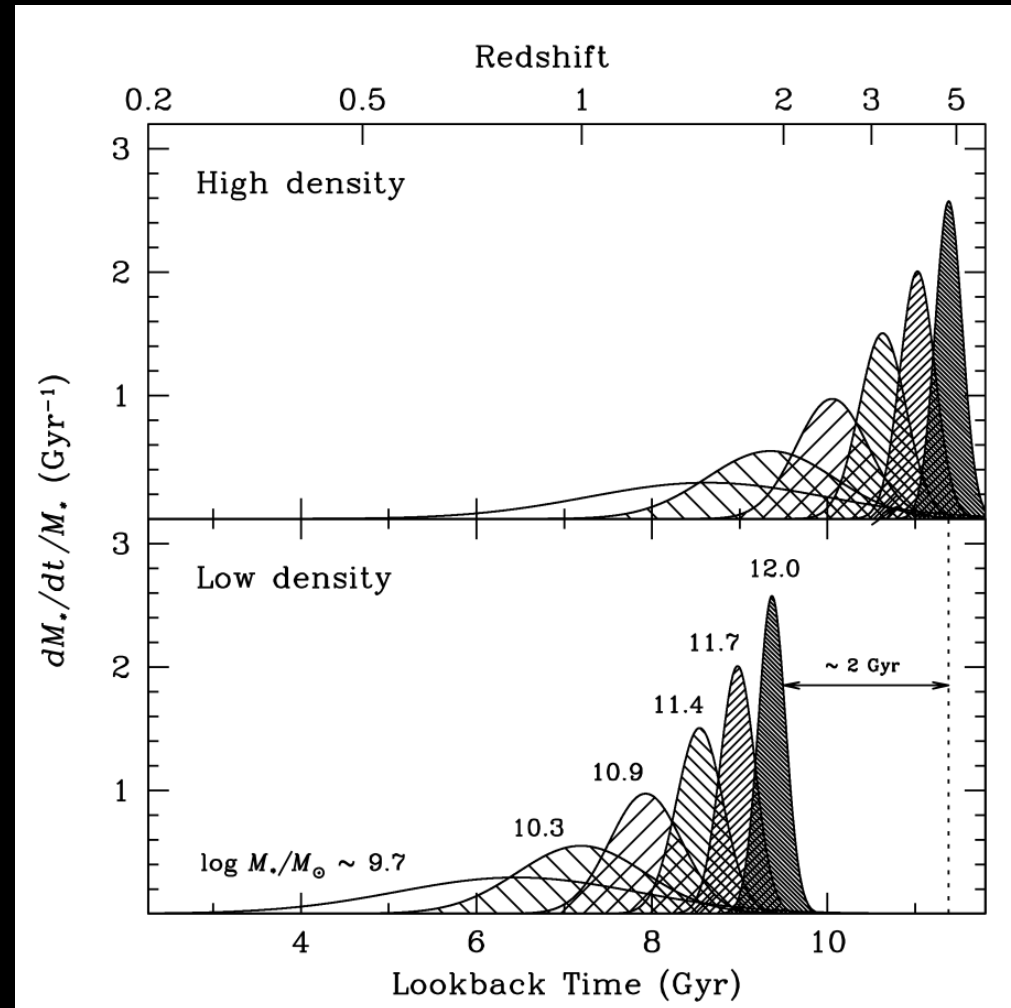 Redshift
0.2 0.5 1 2 3 5
3
High density
2
1
dM*/dt/M* (Gyr⁻¹)
3
Low density
12.0
2
11.7
~ 2 Gyr
11.4
10.9
1
10.3
log M*/M⊙ ~ 9.7
4 6 8 10
Lookback Time (Gyr)